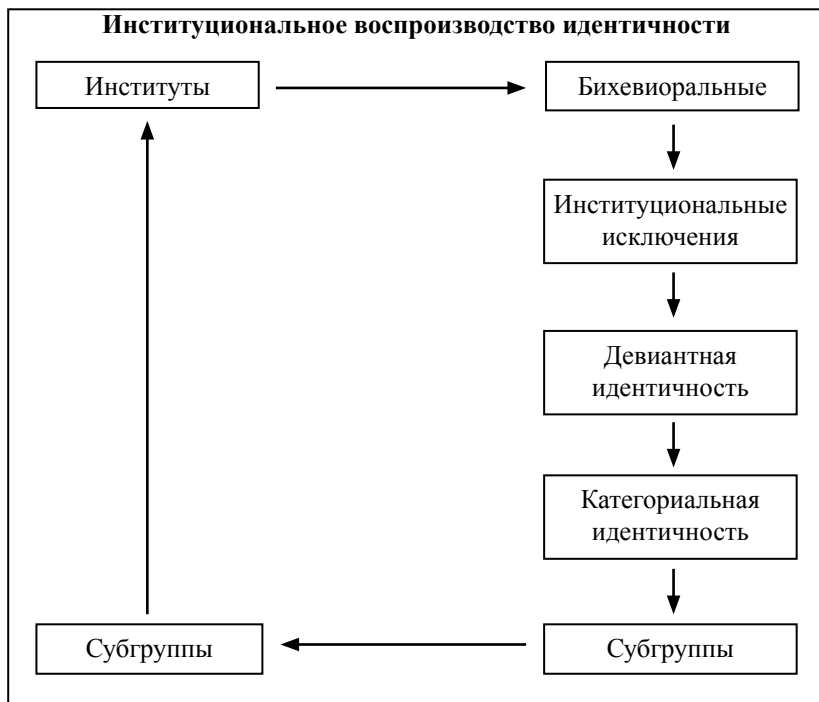 Институциональное воспроизводство идентичности
Институты
Бихевиоральные
Институциональные
исключения
Девиантная
идентичность
Категориальная
идентичность
Субгруппы
Субгруппы